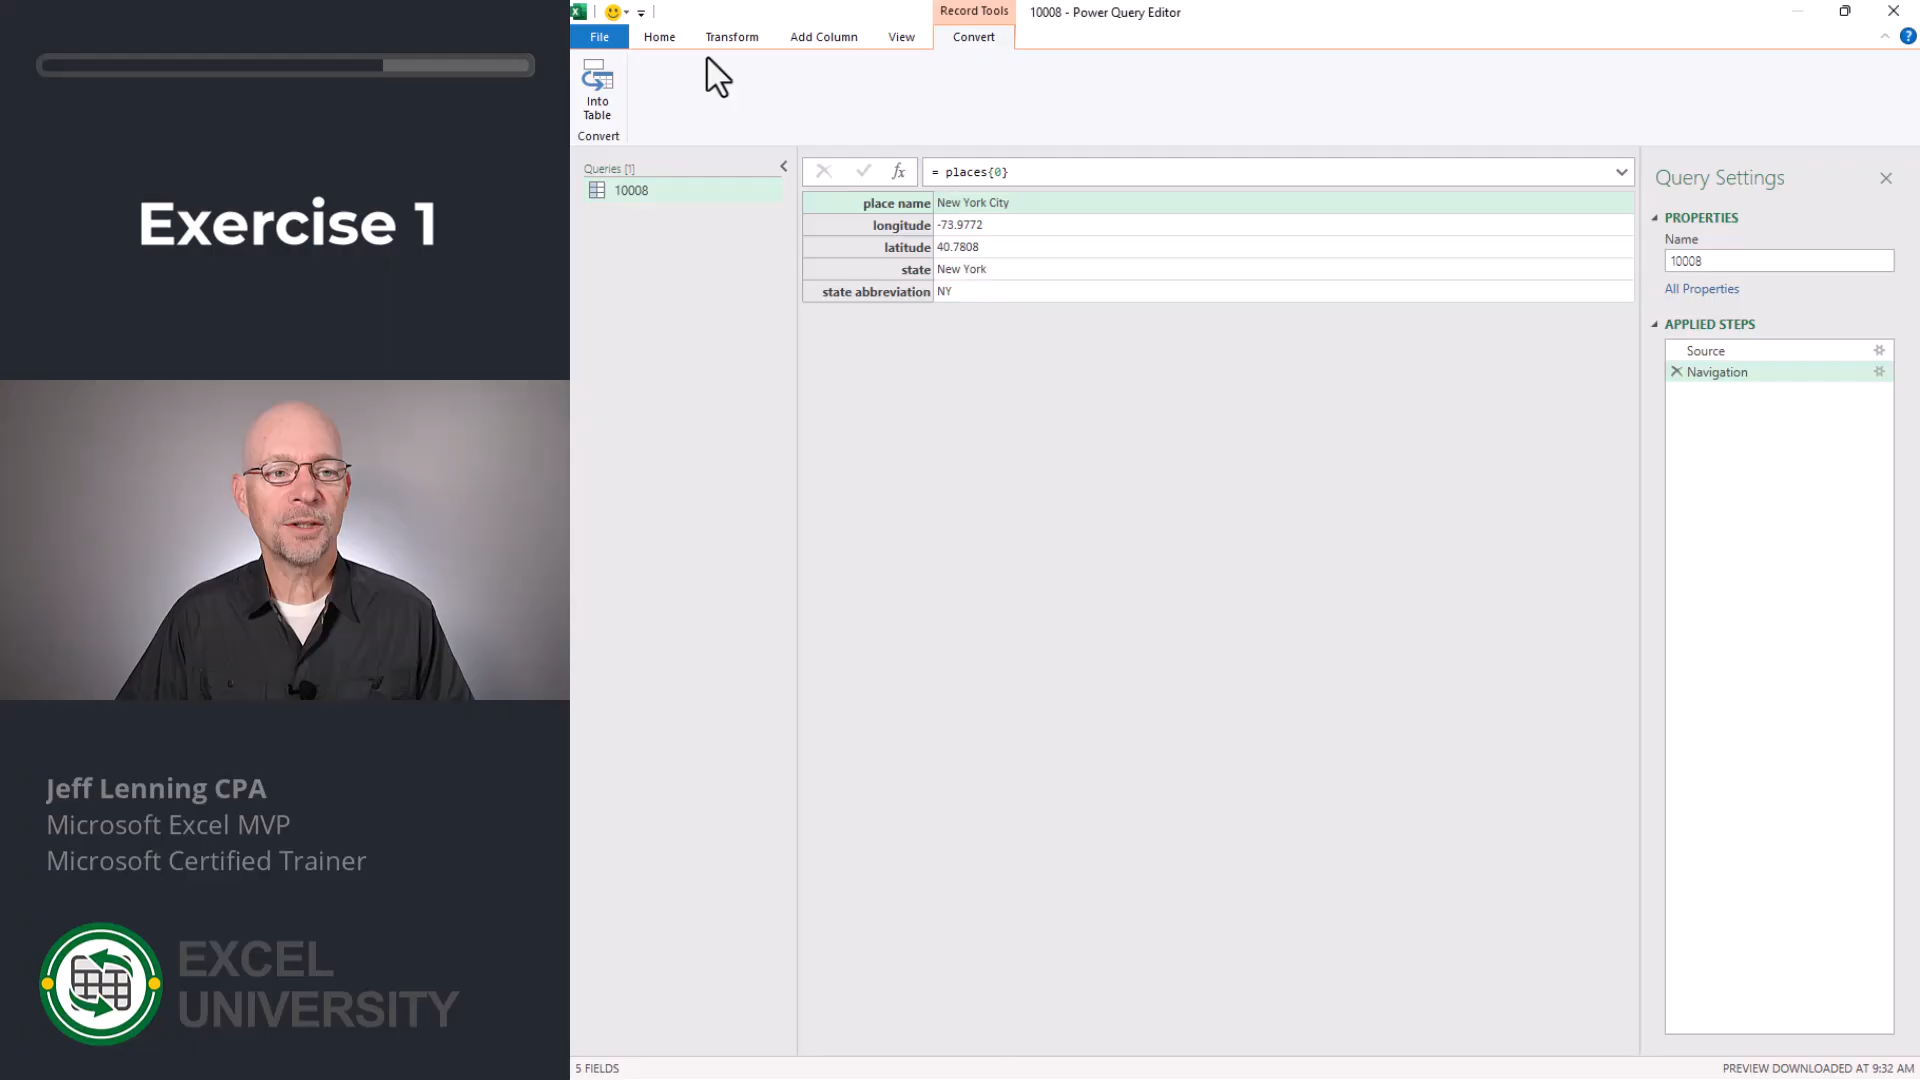 Exercise 1
Jeff Lenning CPA
Microsoft Excel MVP
Microsoft Certified Trainer
EXCEL
UNIVERSITY
Record Tools
10008 - Power Query Editor
File
Home
Transform
Add Column
View
Convert
Into
Table
Convert
Queries [1]
10008
fx
= places{0}
place name New York City
longitude -73.9772
latitude 40.7808
state New York
state abbreviation NY
Query Settings
PROPERTIES
Name
10008
All Properties
APPLIED STEPS
Source
Navigation
5 FIELDS
PREVIEW DOWNLOADED AT 9:32 AM